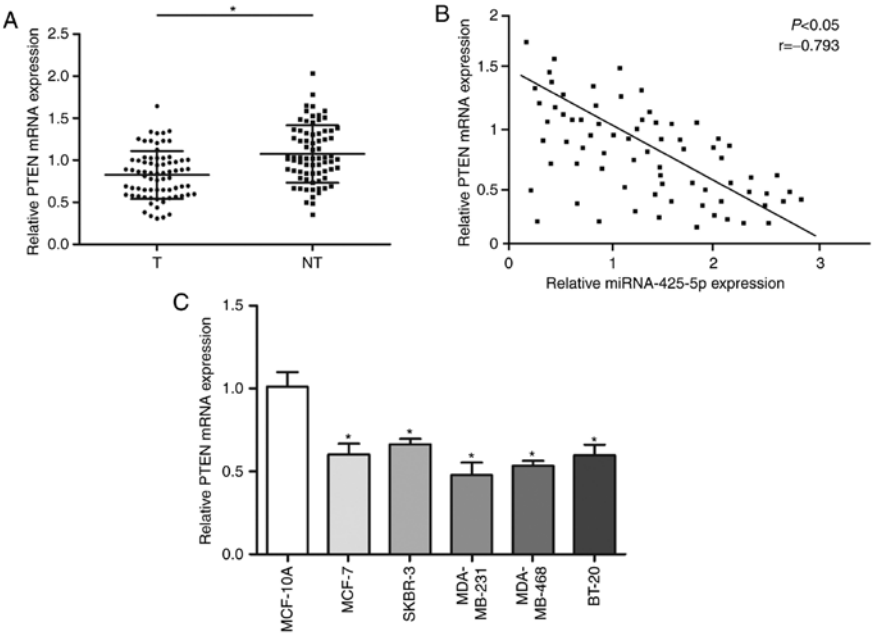 A
*
Relative PTEN mRNA expression
2.5
2.0
1.5
1.0
0.5
0.0
T
NT
B
P<0.05
r=−0.793
Relative PTEN mRNA expression
2
1.5
1
0.5
0
0
1
2
3
Relative miRNA-425-5p expression
C
Relative PTEN mRNA expression
1.5
1.0
0.5
0.0
*
*
*
*
*
MCF-10A
MCF-7
SKBR-3
MDA-
MB-231
MDA-
MB-468
BT-20